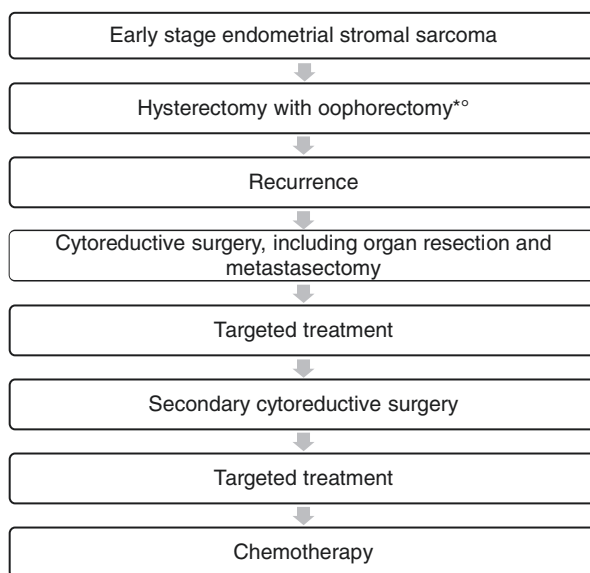 Early stage endometrial stromal sarcoma
Hysterectomy with oophorectomy*°
Recurrence
Cytoreductive surgery, including organ resection and
metastasectomy
Targeted treatment
Secondary cytoreductive surgery
Targeted treatment
Chemotherapy